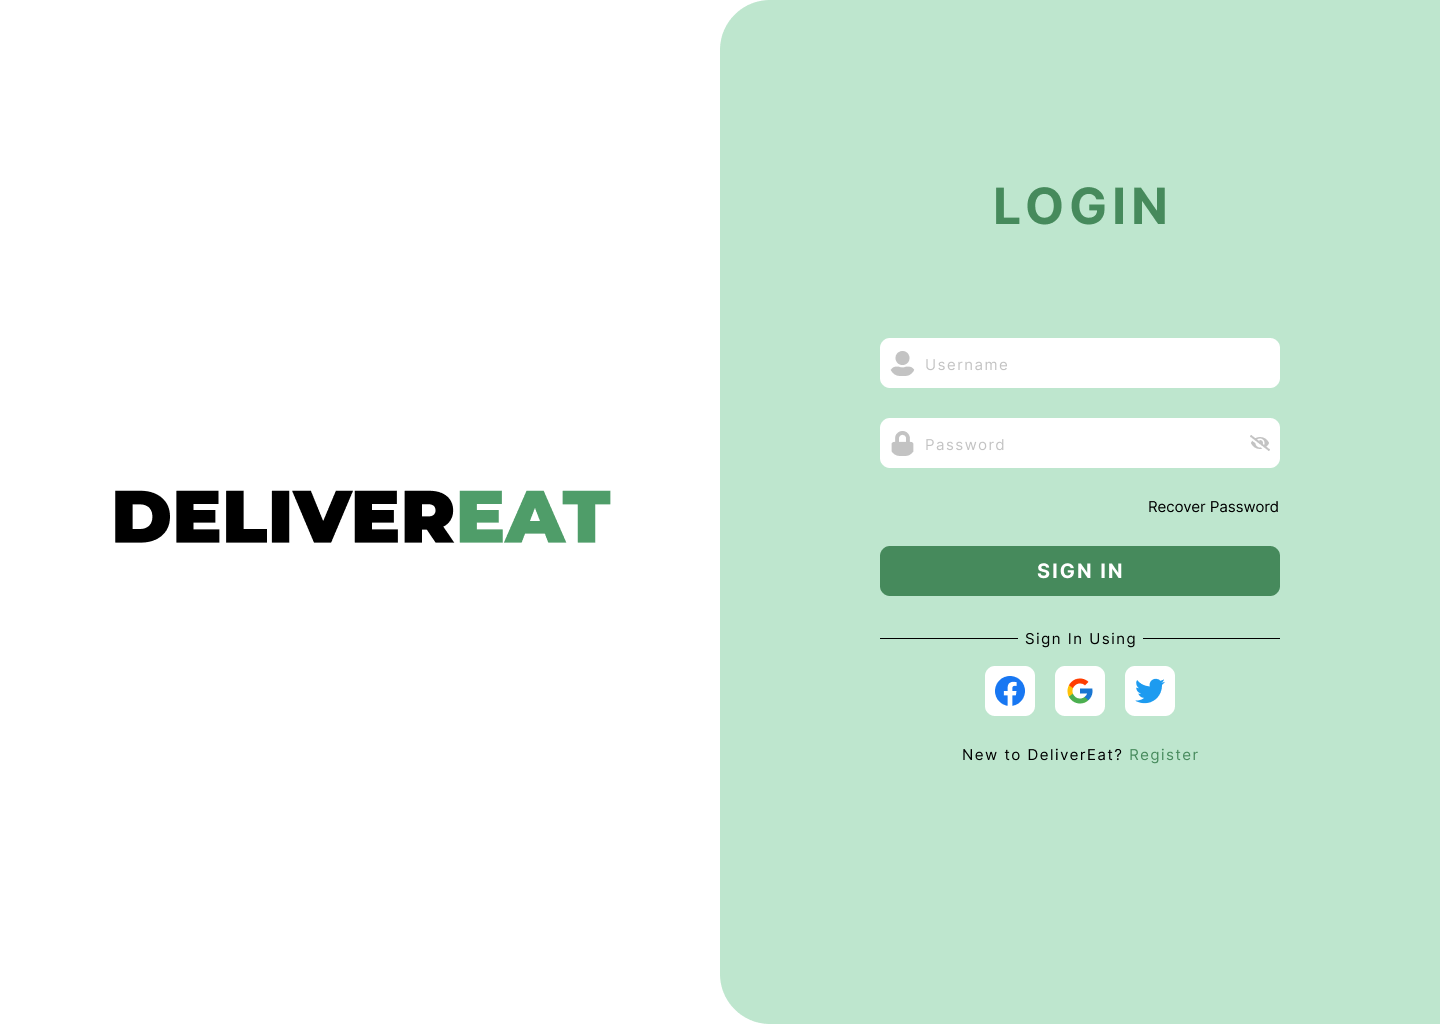 DELIVEREAT
LOGIN
Username
Password
Recover Password
SIGN IN
Sign In Using
New to DeliverEat? Register